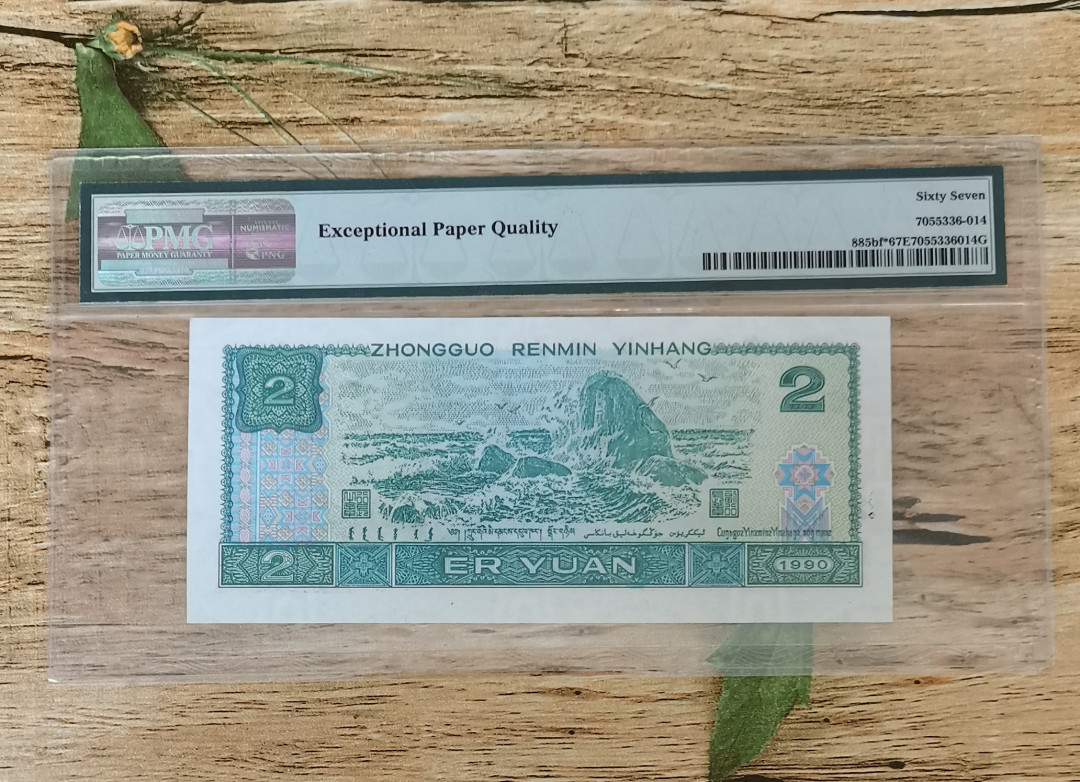 PMG
PAPER MONEY GUARANTY
NUMISMATIC
PNG
Exceptional Paper Quality
Sixty Seven
7055336-014
885bf*67E7055336014G
ZHONGGUO RENMIN YINHANG
2
2
2
ER YUAN
1990